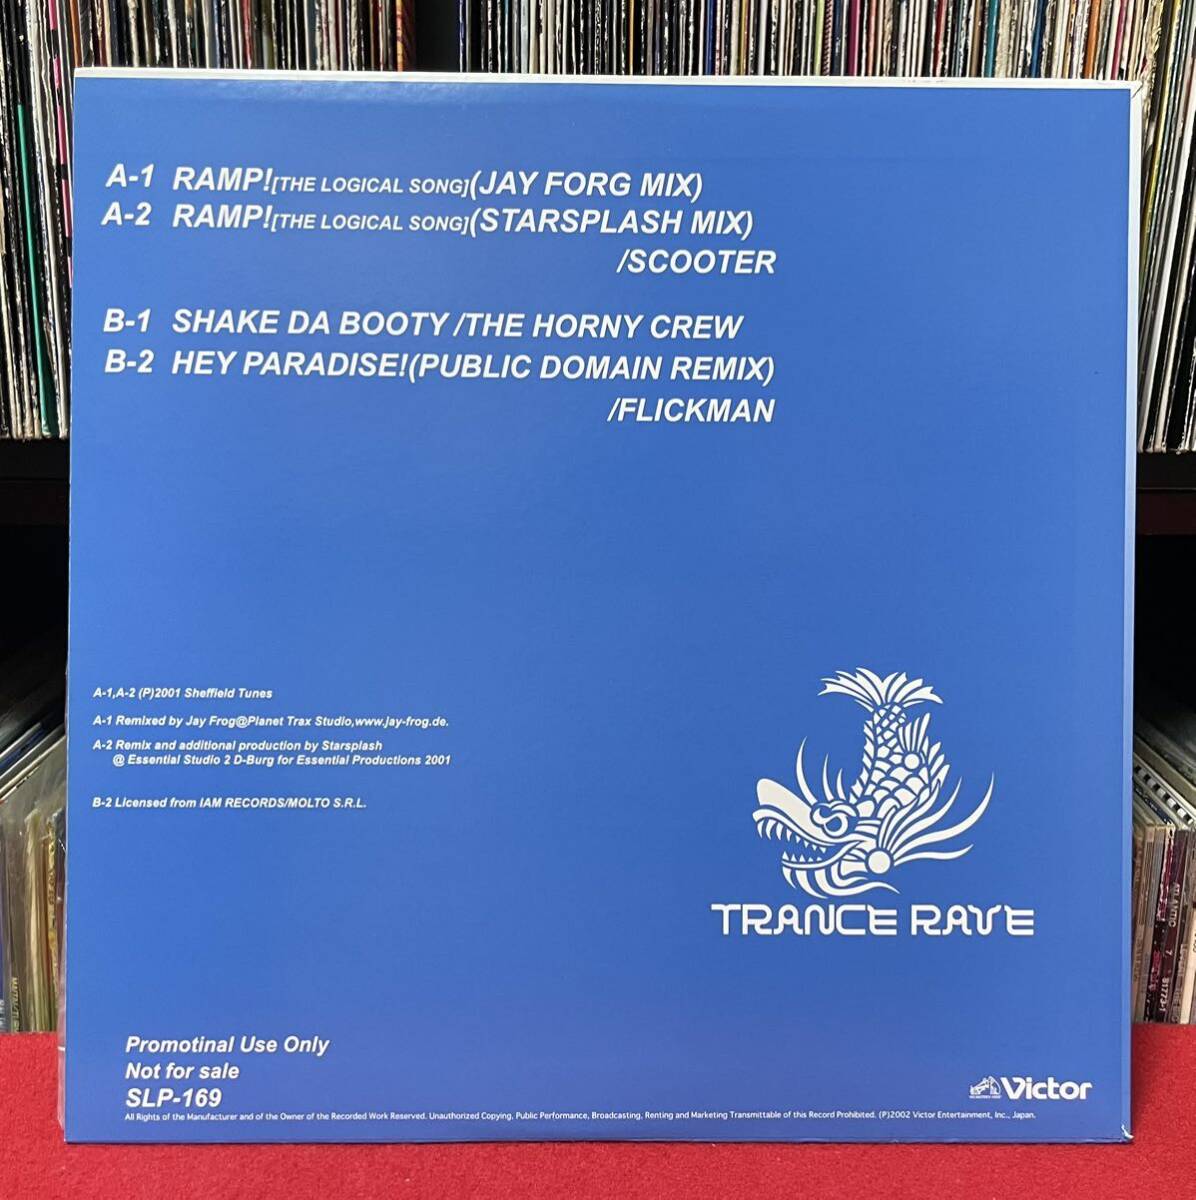 A-1 RAMP![THE LOGICAL SONG](JAY FORG MIX)
A-2 RAMP![THE LOGICAL SONG](STARSPLASH MIX)
/SCOOTER
B-1 SHAKE DA BOOTY /THE HORNY CREW
B-2 HEY PARADISE!(PUBLIC DOMAIN REMIX)
/FLICKMAN
A-1,A-2 (P)2001 Sheffield Tunes
A-1 Remixed by Jay Frog@Planet Trax Studio,www.jay-frog.de.
A-2 Remix and additional production by Starsplash
@ Essential Studio 2 D-Burg for Essential Productions 2001
B-2 Licensed from IAM RECORDS/MOLTO S.R.L.
TRANCE RAVE
Promotinal Use Only
Not for sale
SLP-169
Victor
All Rights of the Manufacturer and of the Owner of the Recorded Work Reserved. Unauthorized Copying, Public Performance, Broadcasting, Renting and Marketing Transmittable of this Record Prohibited. (P)2002 Victor Entertainment, Inc., Japan.